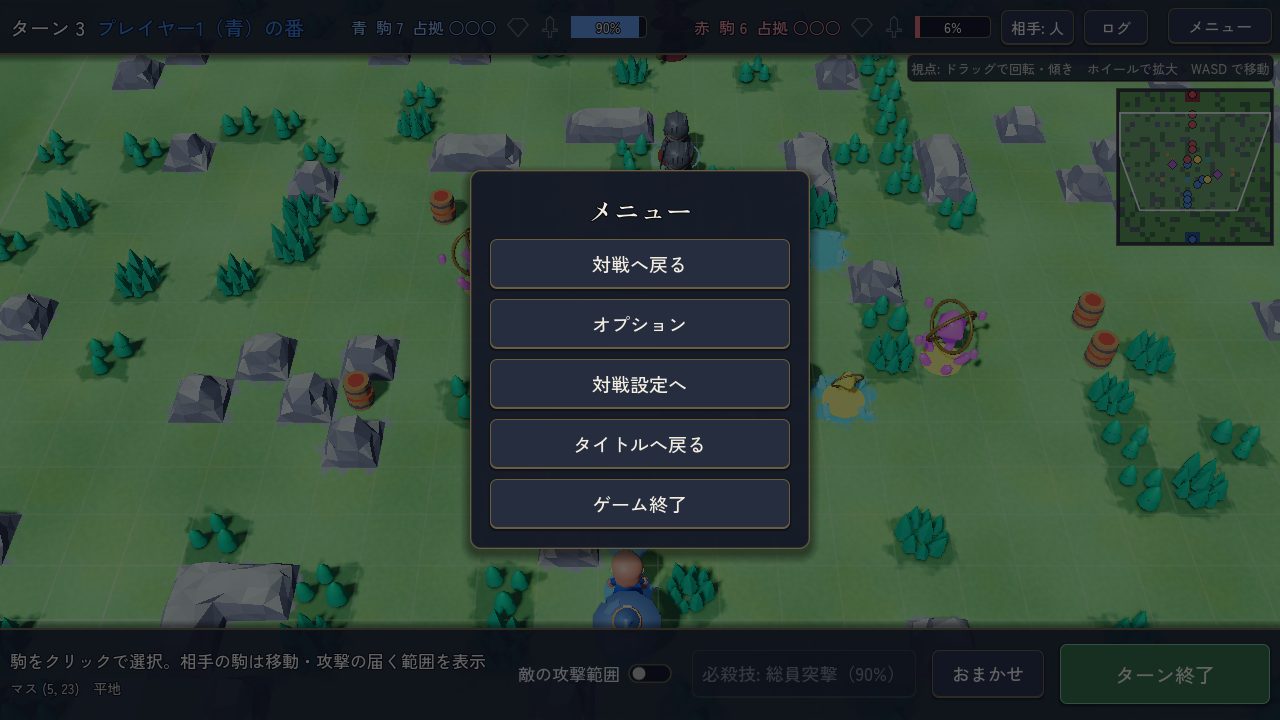 ターン 3 プレイヤー1（青）の番 青 駒 7 占拠 〇〇〇 90% 赤 駒 6 占拠 〇〇〇 6% 相手: 人 ログ メニュー
視点: ドラッグで回転・傾き ホイールで拡大 WASD で移動
メニュー
対戦へ戻る
オプション
対戦設定へ
タイトルへ戻る
ゲーム終了
駒をクリックで選択。相手の駒は移動・攻撃の届く範囲を表示
マス (5, 23) 平地
敵の攻撃範囲 必殺技: 総員突撃（90%） おまかせ ターン終了